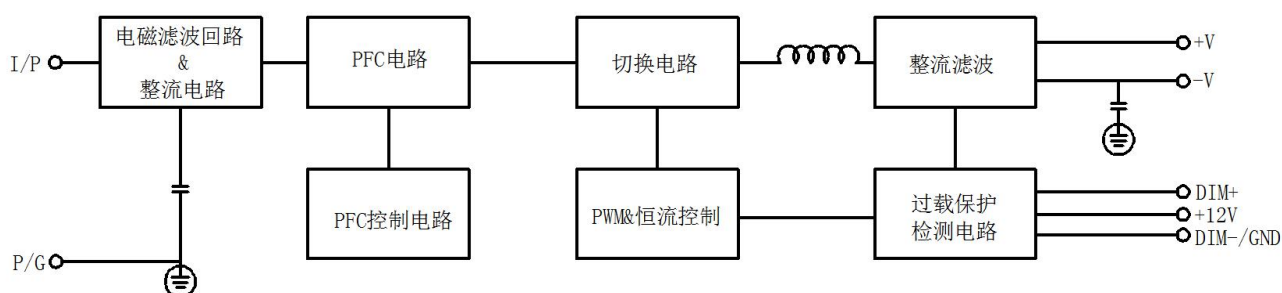 I/P
电磁滤波回路
&
整流电路
PFC电路
切换电路
整流滤波
+V
-V
PFC控制电路
PWM&恒流控制
过载保护
检测电路
DIM+
+12V
DIM-/GND
P/G